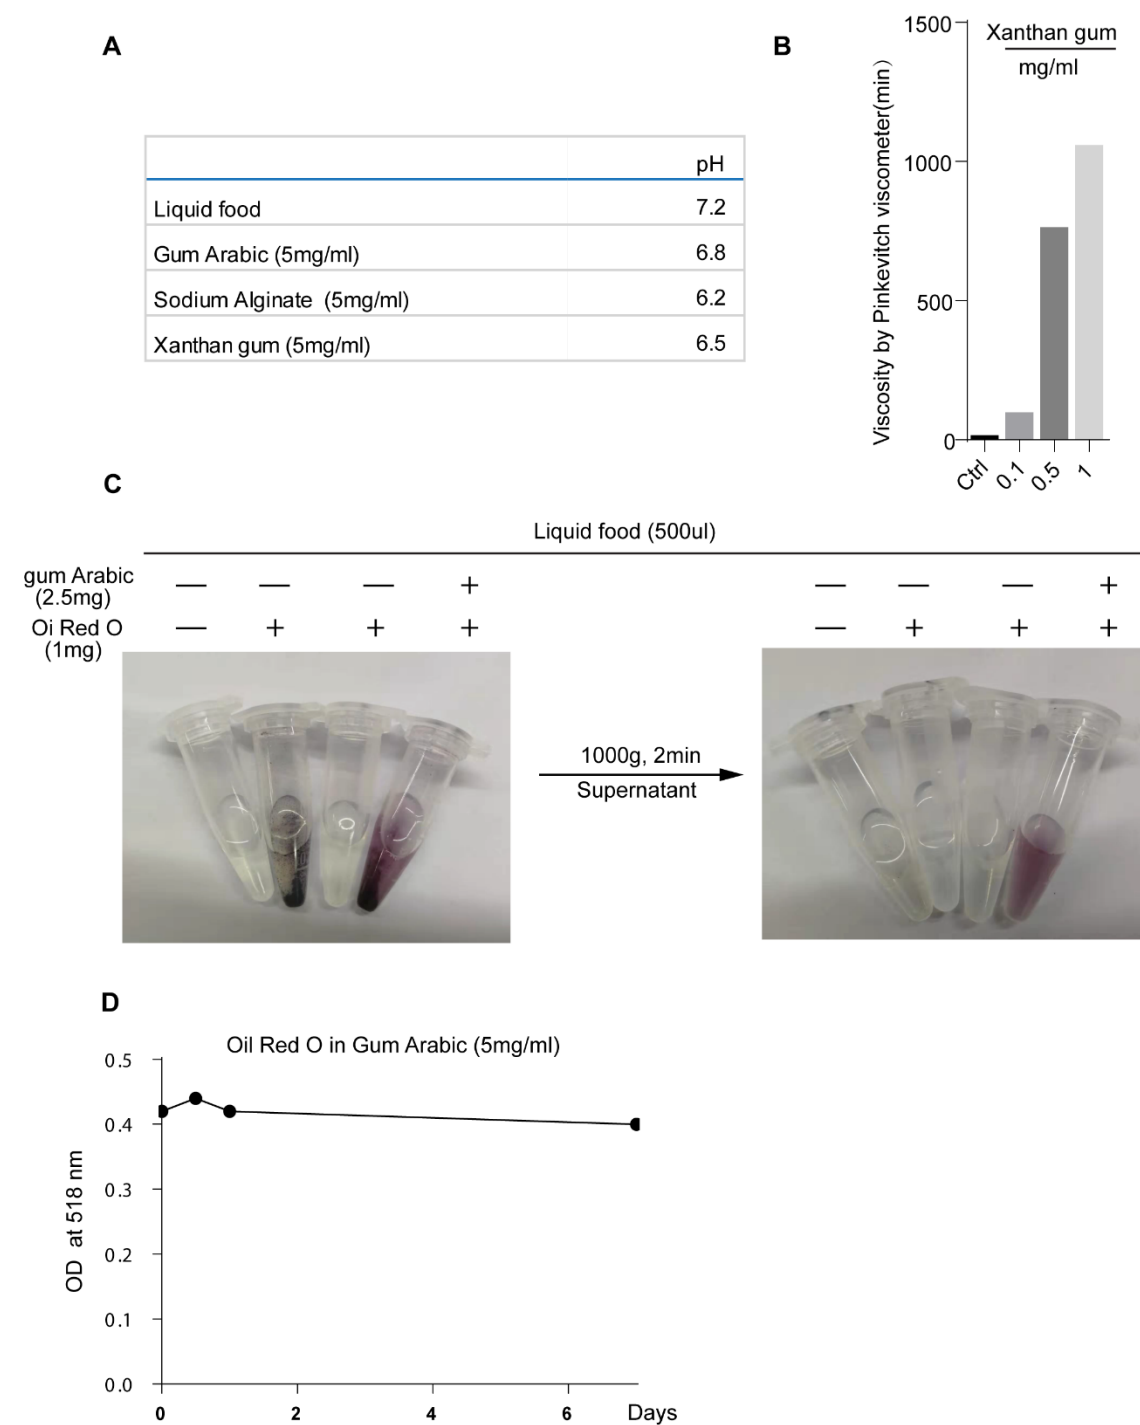 A
pH
Liquid food 7.2
Gum Arabic (5mg/ml) 6.8
Sodium Alginate (5mg/ml) 6.2
Xanthan gum (5mg/ml) 6.5
B
Xanthan gum
mg/ml
Viscosity by Pinkevitch viscometer(min)
1500
1000
500
0
Ctrl 0.1 0.5 1
C
Liquid food (500ul)
gum Arabic
(2.5mg)
— — — + — — — +
Oi Red O
(1mg)
— + + + — + + +
1000g, 2min
Supernatant
D
Oil Red O in Gum Arabic (5mg/ml)
OD at 518 nm
0.5
0.4
0.3
0.2
0.1
0.0
0 2 4 6 Days